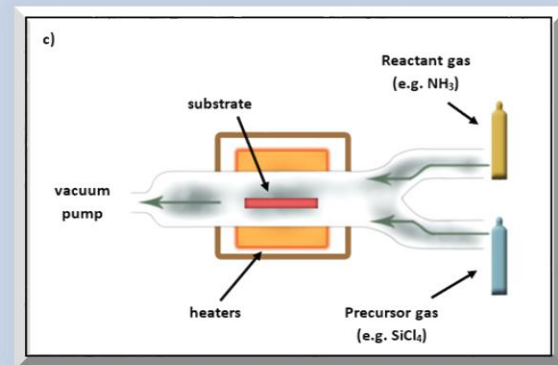 c)
Reactant gas
(e.g. NH₃)
substrate
vacuum
pump
heaters
Precursor gas
(e.g. SiCl₄)